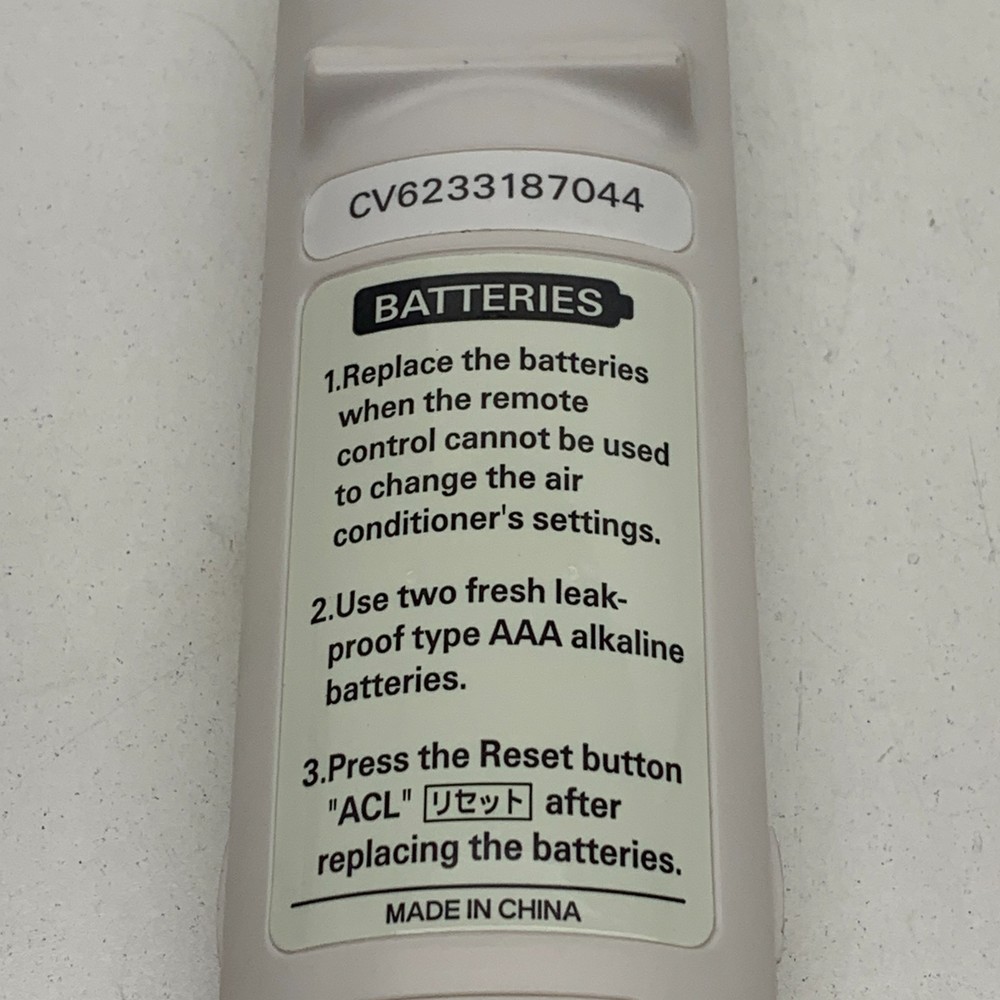 CV6233187044
BATTERIES
1.Replace the batteries
when the remote
control cannot be used
to change the air
conditioner's settings.
2.Use two fresh leak-
proof type AAA alkaline
batteries.
3.Press the Reset button
"ACL" リセット after
replacing the batteries.
MADE IN CHINA